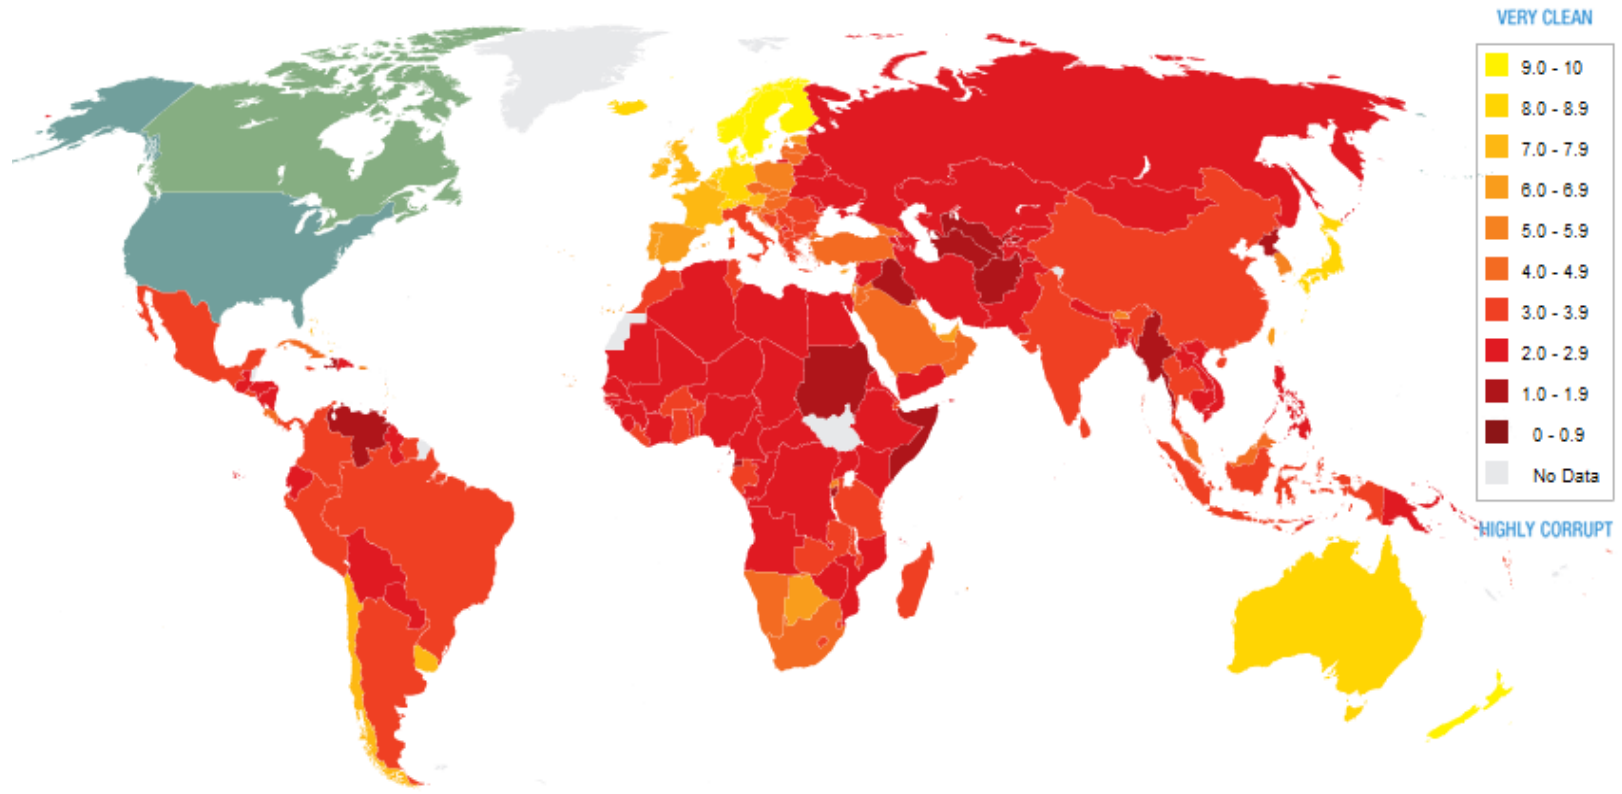 VERY CLEAN
9.0 - 10
8.0 - 8.9
7.0 - 7.9
6.0 - 6.9
5.0 - 5.9
4.0 - 4.9
3.0 - 3.9
2.0 - 2.9
1.0 - 1.9
0 - 0.9
No Data
HIGHLY CORRUPT